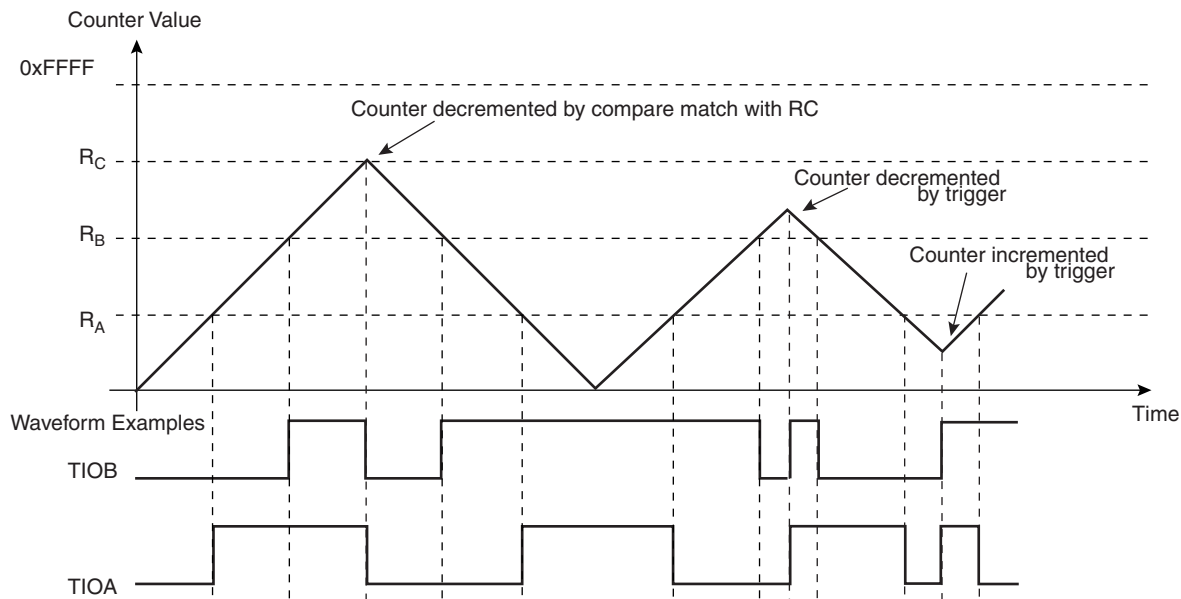 Counter Value
0xFFFF
Counter decremented by compare match with RC
RC
Counter decremented
by trigger
RB
Counter incremented
by trigger
RA
Time
Waveform Examples
TIOB
TIOA